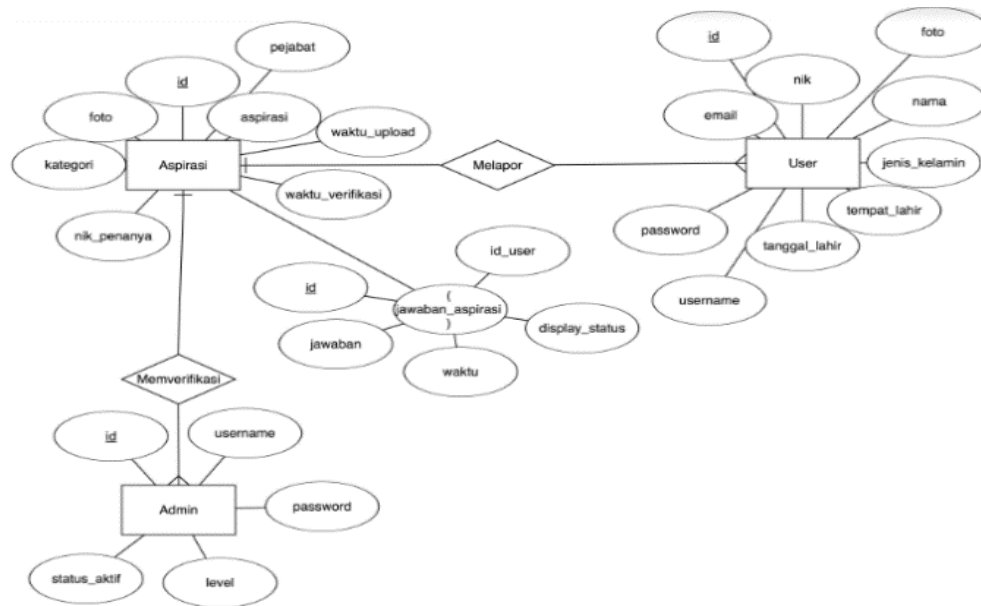 pejabat
id
foto
aspirasi
waktu_upload
kategori
Aspirasi
waktu_verifikasi
nik_penanya
Melapor
id
foto
nik
email
nama
User
jenis_kelamin
tempat_lahir
password
tanggal_lahir
username
id_user
id
(
jawaban_aspirasi
)
display_status
jawaban
waktu
Memverifikasi
id
username
Admin
password
status_aktif
level